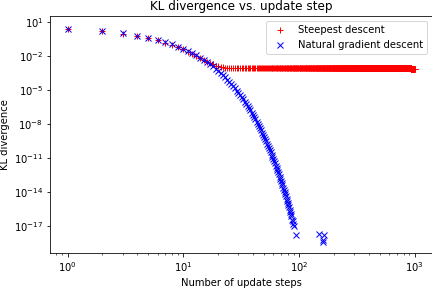 KL divergence vs. update step
Steepest descent
Natural gradient descent
KL divergence
10¹
10⁻²
10⁻⁵
10⁻⁸
10⁻¹¹
10⁻¹⁴
10⁻¹⁷
10⁰
10¹
10²
10³
Number of update steps